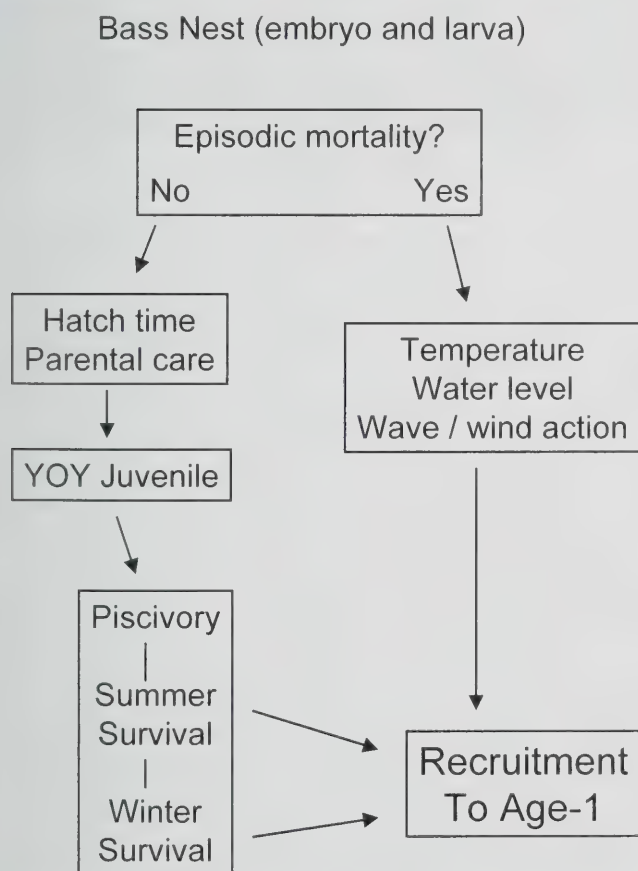 Bass Nest (embryo and larva)
Episodic mortality?
No Yes
Hatch time
Parental care
Temperature
Water level
Wave / wind action
YOY Juvenile
Piscivory
Summer
Survival
Winter
Survival
Recruitment
To Age-1